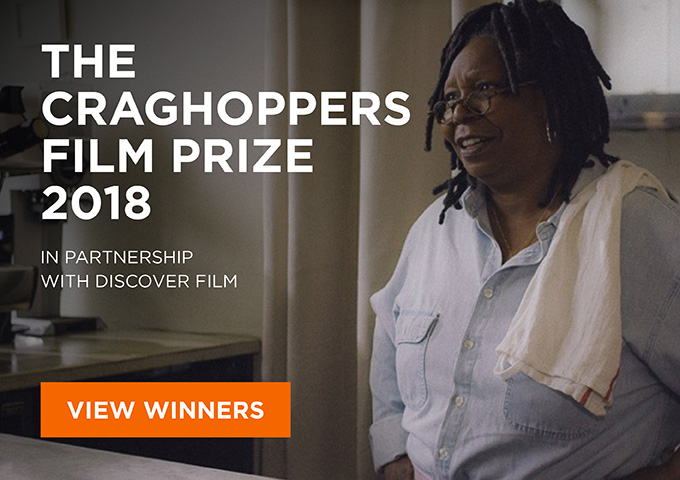 THE
CRAGHOPPERS
FILM PRIZE
2018
IN PARTNERSHIP
WITH DISCOVER FILM
VIEW WINNERS